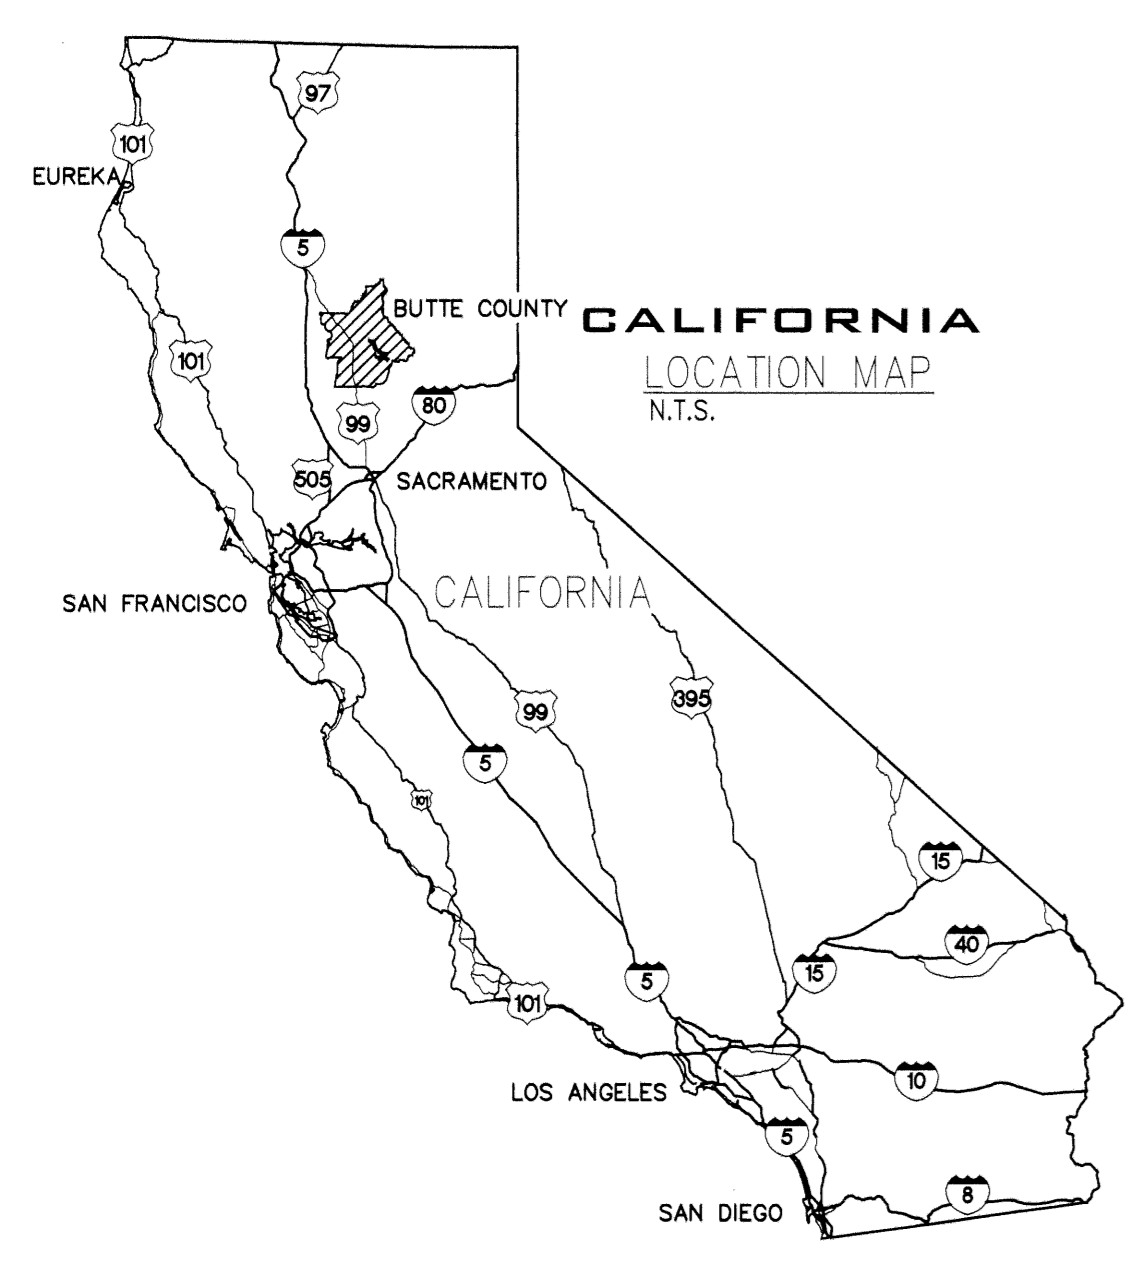 97
101
EUREKA
5
BUTTE COUNTY
CALIFORNIA
LOCATION MAP
N.T.S.
101
80
99
505
SACRAMENTO
CALIFORNIA
SAN FRANCISCO
99
395
5
101
15
40
5
15
101
10
LOS ANGELES
5
8
SAN DIEGO